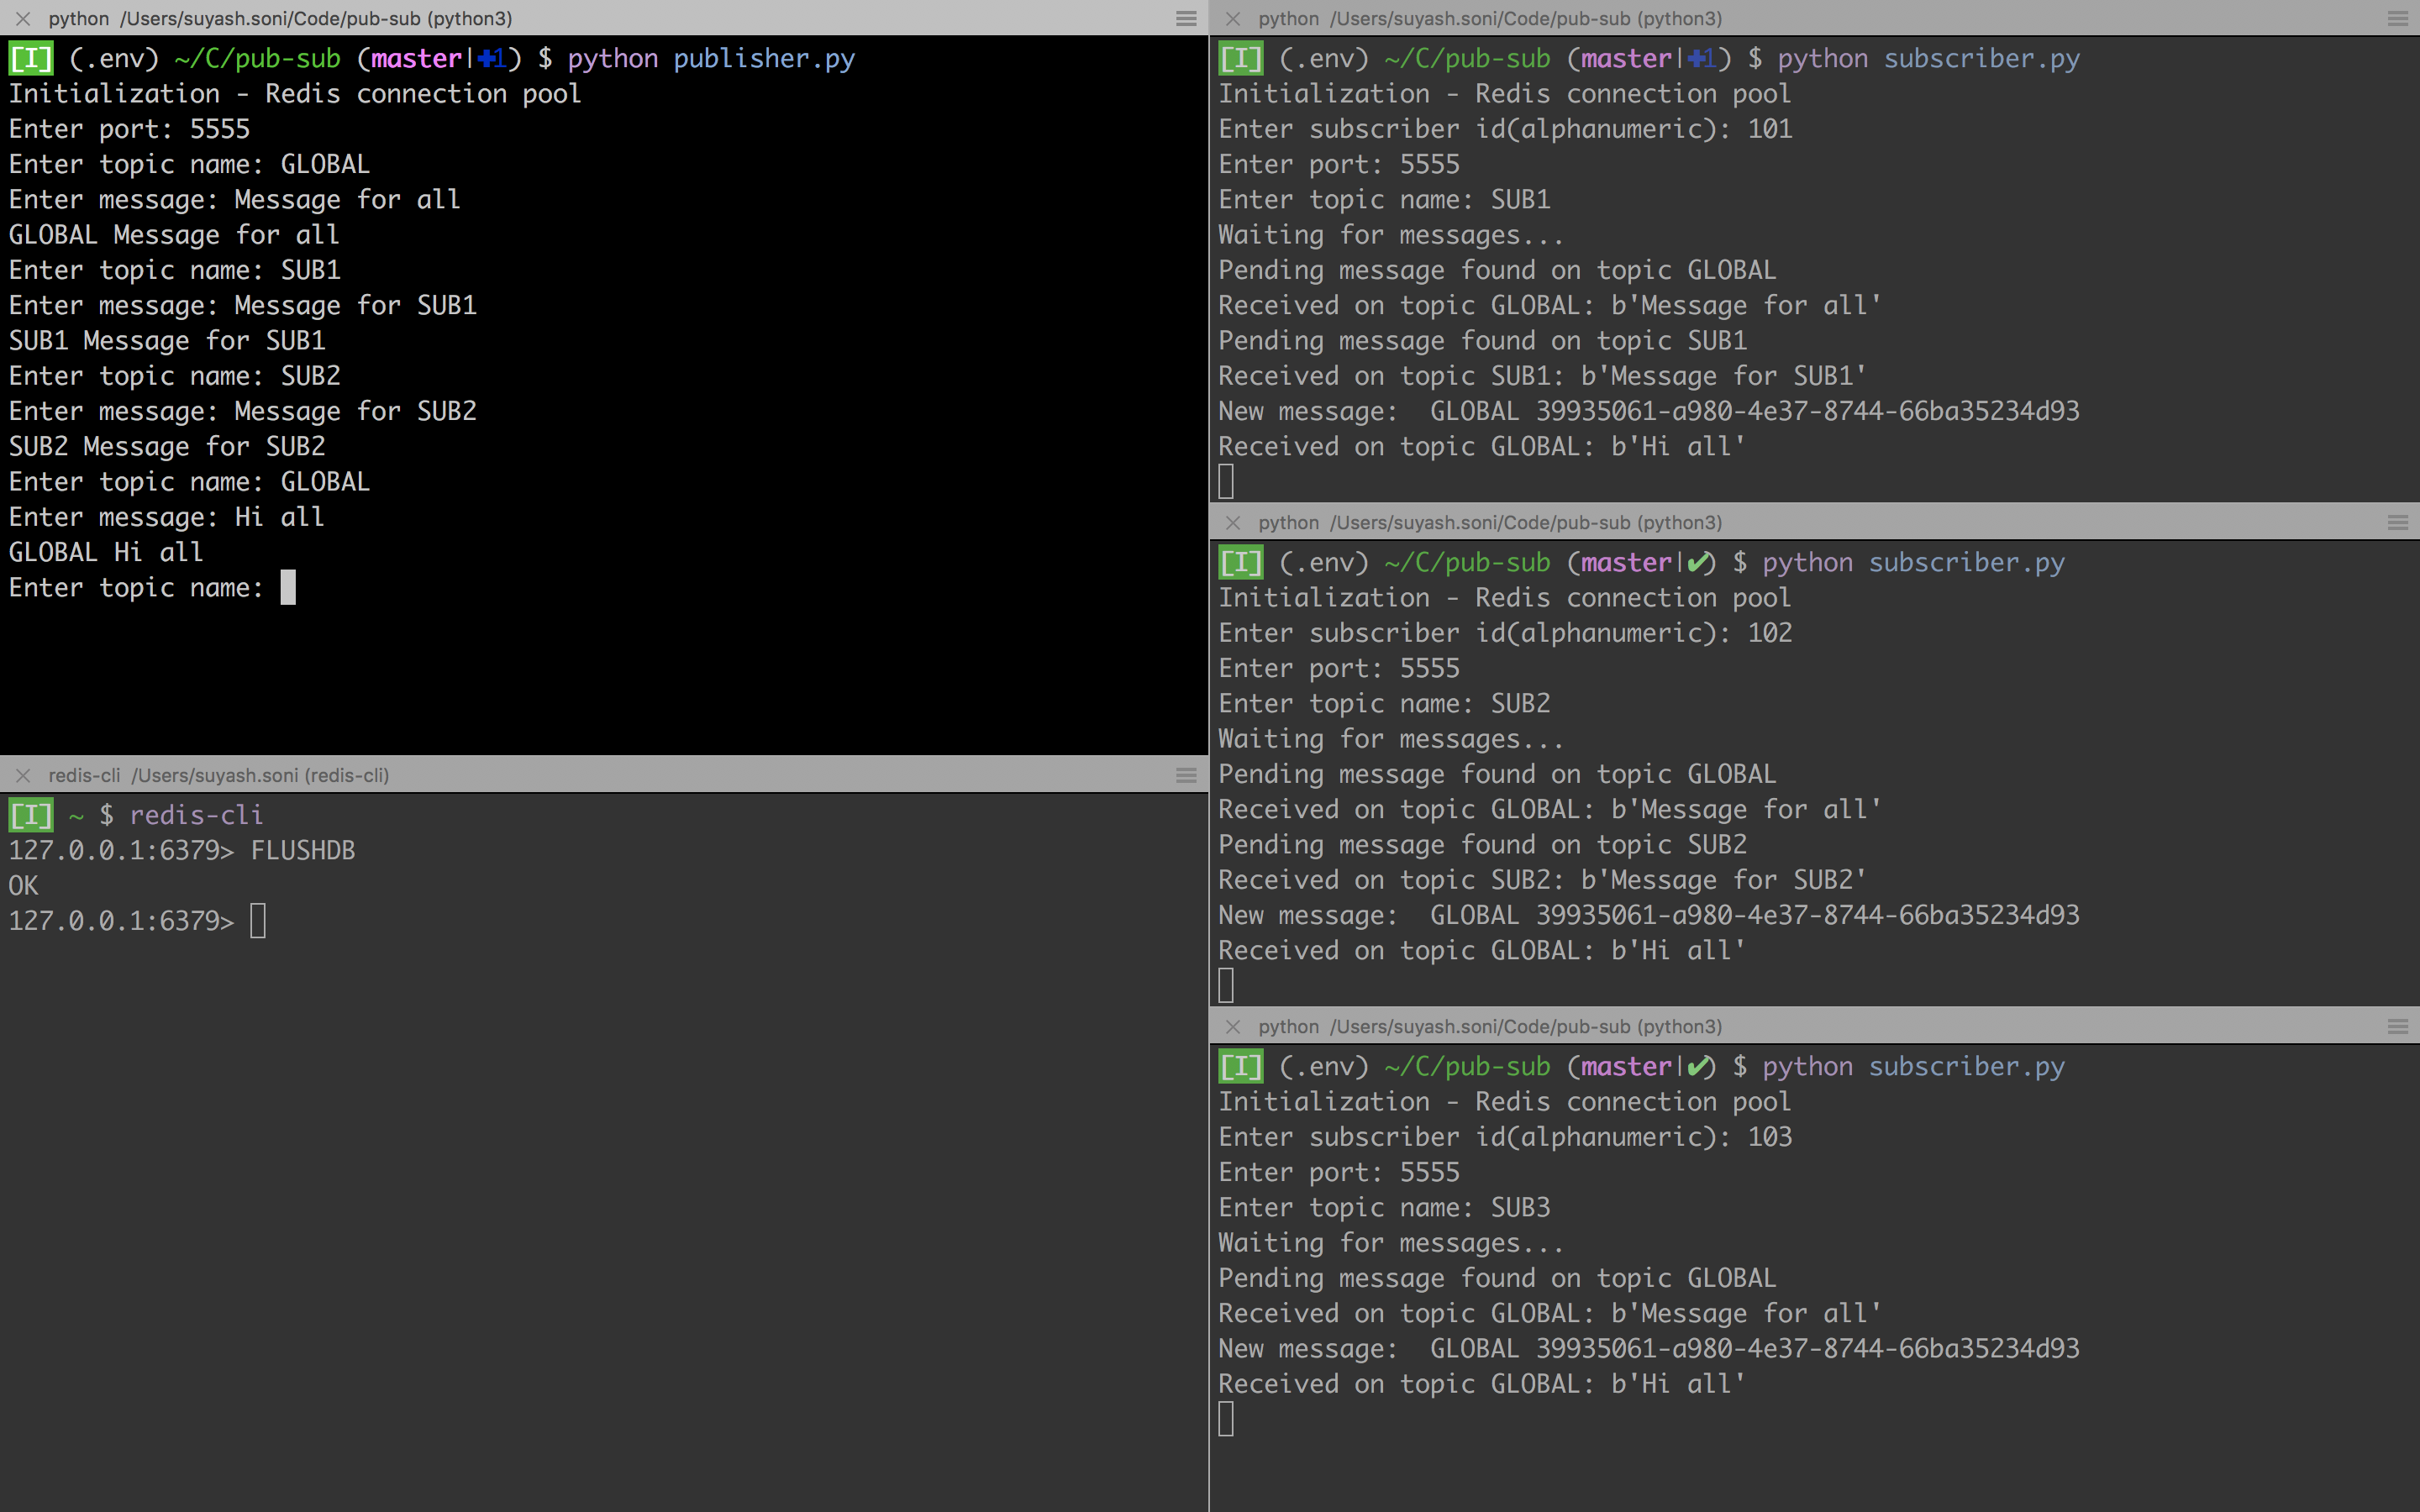 python /Users/suyash.soni/Code/pub-sub (python3)
[I] (.env) ~/C/pub-sub (master|✚1) $ python publisher.py
Initialization - Redis connection pool
Enter port: 5555
Enter topic name: GLOBAL
Enter message: Message for all
GLOBAL Message for all
Enter topic name: SUB1
Enter message: Message for SUB1
SUB1 Message for SUB1
Enter topic name: SUB2
Enter message: Message for SUB2
SUB2 Message for SUB2
Enter topic name: GLOBAL
Enter message: Hi all
GLOBAL Hi all
Enter topic name:
redis-cli /Users/suyash.soni (redis-cli)
[I] ~ $ redis-cli
127.0.0.1:6379> FLUSHDB
OK
127.0.0.1:6379>
python /Users/suyash.soni/Code/pub-sub (python3)
[I] (.env) ~/C/pub-sub (master|✚1) $ python subscriber.py
Initialization - Redis connection pool
Enter subscriber id(alphanumeric): 101
Enter port: 5555
Enter topic name: SUB1
Waiting for messages...
Pending message found on topic GLOBAL
Received on topic GLOBAL: b'Message for all'
Pending message found on topic SUB1
Received on topic SUB1: b'Message for SUB1'
New message:  GLOBAL 39935061-a980-4e37-8744-66ba35234d93
Received on topic GLOBAL: b'Hi all'
python /Users/suyash.soni/Code/pub-sub (python3)
[I] (.env) ~/C/pub-sub (master|✔) $ python subscriber.py
Initialization - Redis connection pool
Enter subscriber id(alphanumeric): 102
Enter port: 5555
Enter topic name: SUB2
Waiting for messages...
Pending message found on topic GLOBAL
Received on topic GLOBAL: b'Message for all'
Pending message found on topic SUB2
Received on topic SUB2: b'Message for SUB2'
New message:  GLOBAL 39935061-a980-4e37-8744-66ba35234d93
Received on topic GLOBAL: b'Hi all'
python /Users/suyash.soni/Code/pub-sub (python3)
[I] (.env) ~/C/pub-sub (master|✔) $ python subscriber.py
Initialization - Redis connection pool
Enter subscriber id(alphanumeric): 103
Enter port: 5555
Enter topic name: SUB3
Waiting for messages...
Pending message found on topic GLOBAL
Received on topic GLOBAL: b'Message for all'
New message:  GLOBAL 39935061-a980-4e37-8744-66ba35234d93
Received on topic GLOBAL: b'Hi all'